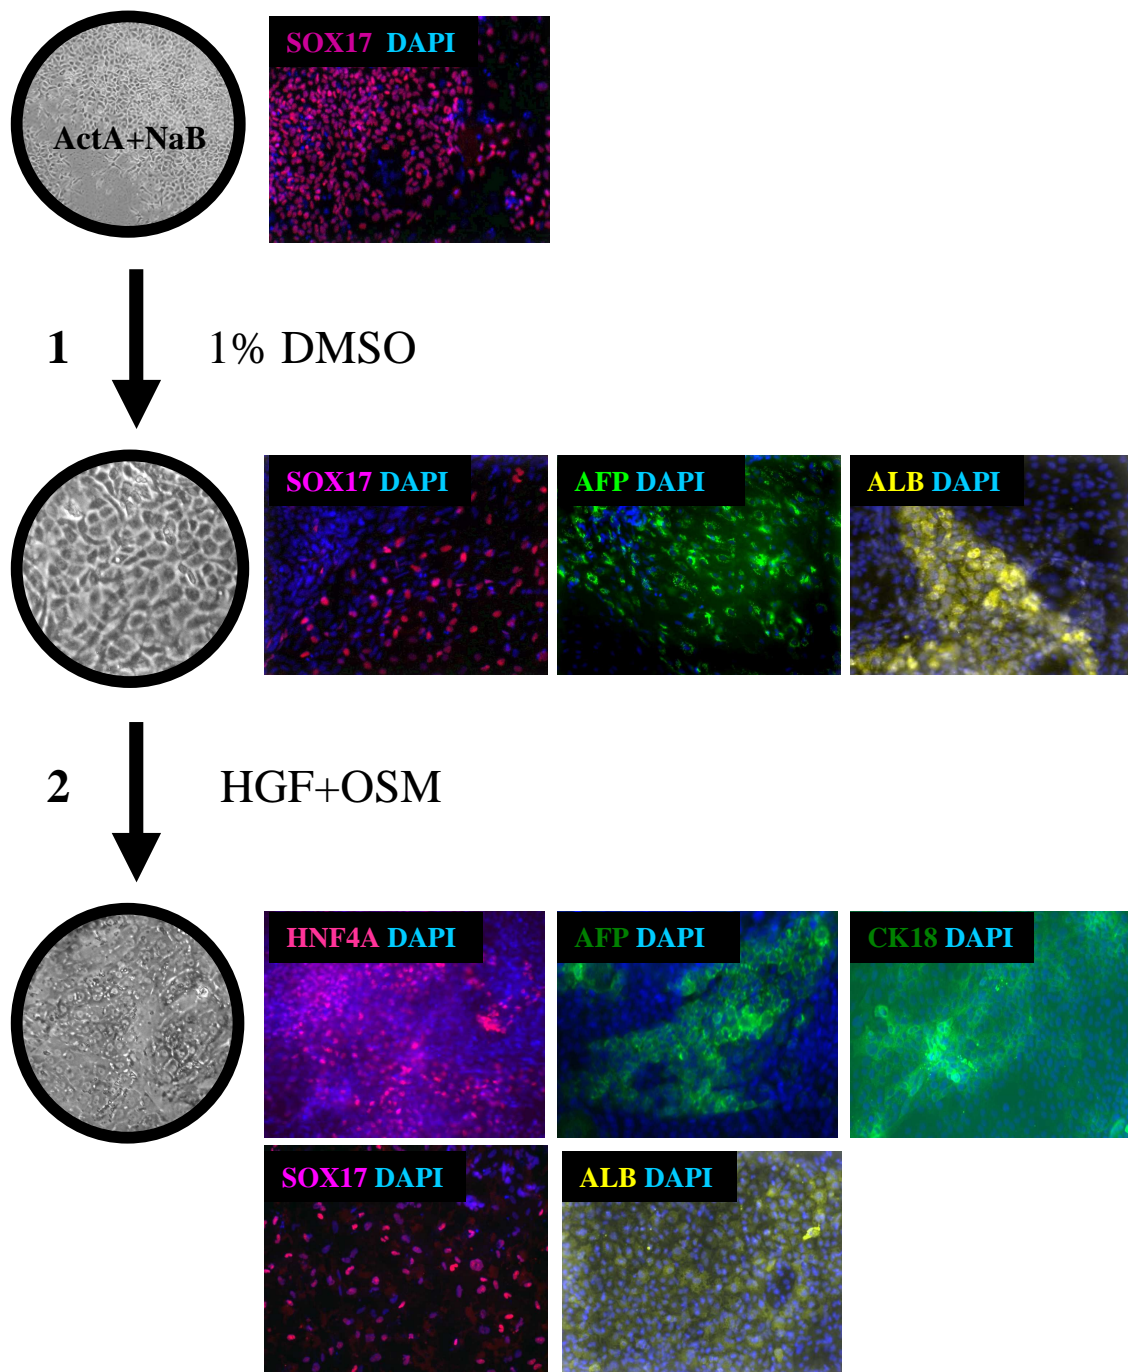 ActA+NaB
SOX17 DAPI
1
1% DMSO
SOX17 DAPI
AFP DAPI
ALB DAPI
2
HGF+OSM
HNF4A DAPI
AFP DAPI
CK18 DAPI
SOX17 DAPI
ALB DAPI